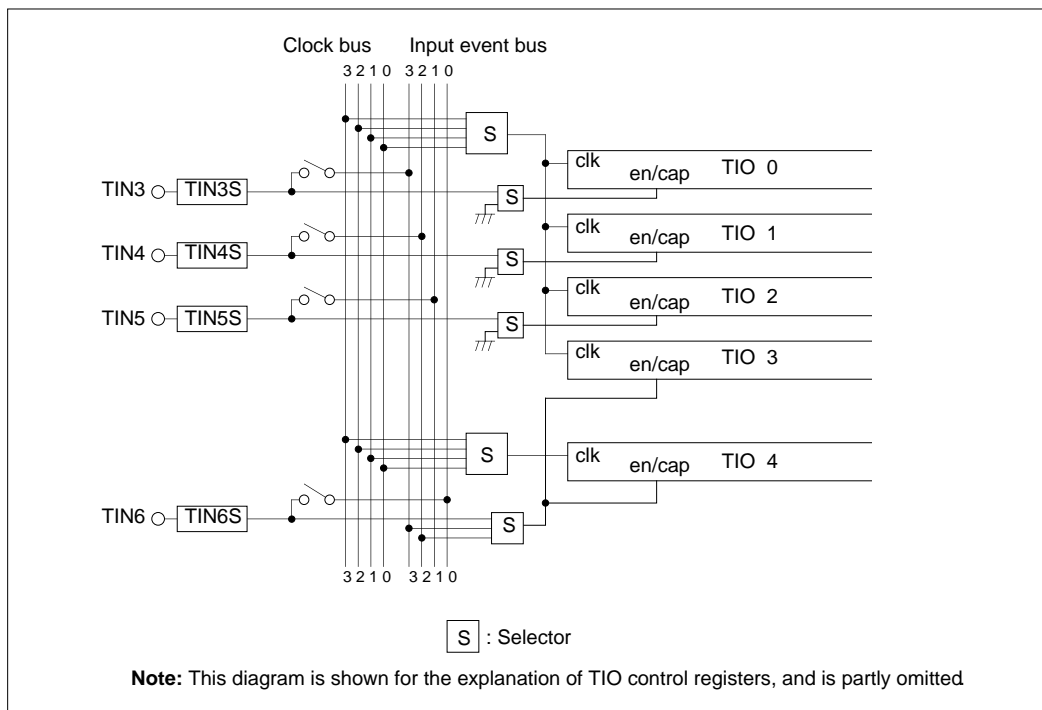 Clock bus Input event bus
3 2 1 0 3 2 1 0
S
clk
en/cap TIO 0
TIN3 TIN3S S
clk
en/cap TIO 1
TIN4 TIN4S S
clk
en/cap TIO 2
TIN5 TIN5S S
clk
en/cap TIO 3
S
clk
en/cap TIO 4
TIN6 TIN6S S
3 2 1 0 3 2 1 0
S : Selector
Note: This diagram is shown for the explanation of TIO control registers, and is partly omitted.